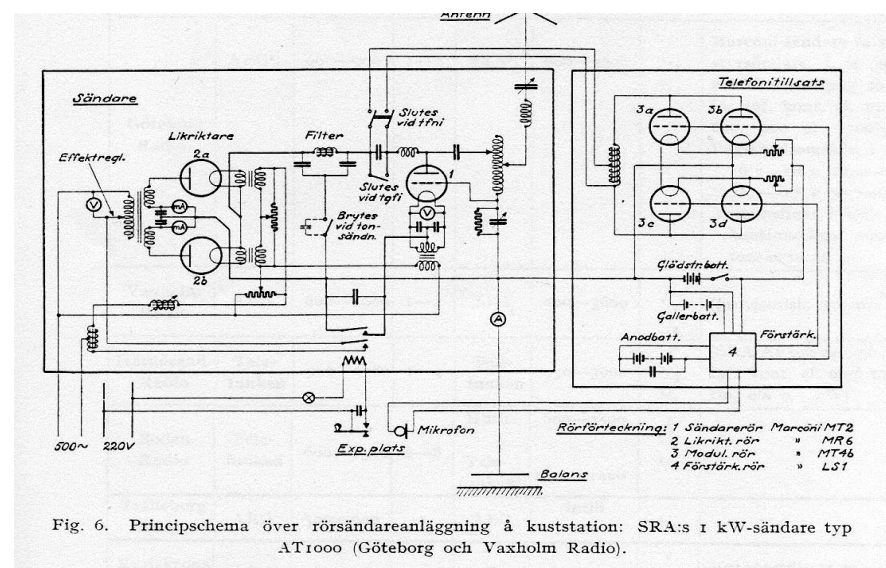 Antenn
Telefonitillsats
Sändare
Slutes
vid tfni
3a
3b
Likriktare
Filter
2a
Effektregl.
1
Slutes
vid tgfi
V
mA
mA
V
Brytes
vid ton-
sändn.
3c
3d
2b
Glödstr.batt.
Gallerbatt.
A
Anodbatt.
Förstärk.
4
500~
220V
Mikrofon
Exp.plats
Rörförteckning: 1 Sändarerör Marconi MT2
2 Likrikt. rör " MR6
3 Modul. rör " MT4b
4 Förstärk. rör " LS1
Balans
Fig. 6. Principschema över rörsändareanläggning å kuststation: SRA:s 1 kW-sändare typ
AT1000 (Göteborg och Vaxholm Radio).